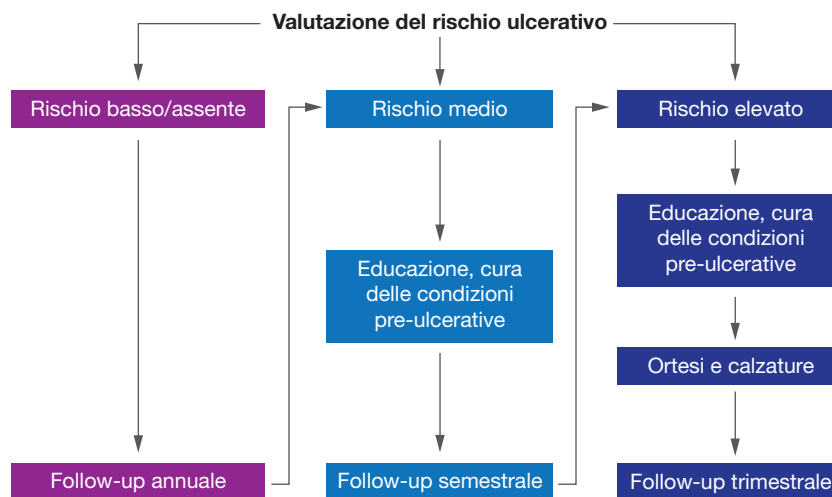 Valutazione del rischio ulcerativo
Rischio basso/assente
Rischio medio
Rischio elevato
Educazione, cura
delle condizioni
pre-ulcerative
Educazione, cura
delle condizioni
pre-ulcerative
Ortesi e calzature
Follow-up annuale
Follow-up semestrale
Follow-up trimestrale